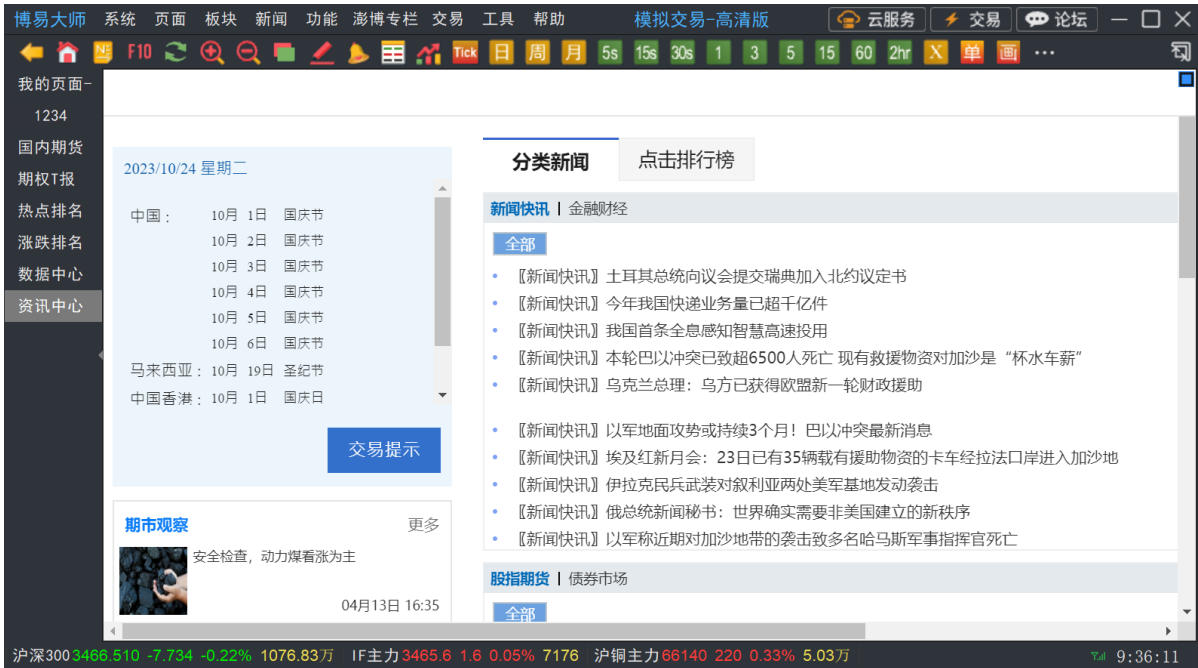 博易大师 系统 页面 板块 新闻 功能 澎博专栏 交易 工具 帮助 模拟交易-高清版 云服务 交易 论坛
F10 Tick 日 周 月 5s 15s 30s 1 3 5 15 60 2hr X 单 画 ...
我的页面-
1234
国内期货
期权T报
热点排名
涨跌排名
数据中心
资讯中心
2023/10/24 星期二
中国： 10月 1日 国庆节
10月 2日 国庆节
10月 3日 国庆节
10月 4日 国庆节
10月 5日 国庆节
10月 6日 国庆节
马来西亚： 10月 19日 圣纪节
中国香港： 10月 1日 国庆日
交易提示
期市观察 更多
安全检查，动力煤看涨为主
04月13日 16:35
分类新闻 点击排行榜
新闻快讯 | 金融财经
全部
• 〖新闻快讯〗土耳其总统向议会提交瑞典加入北约议定书
• 〖新闻快讯〗今年我国快递业务量已超千亿件
• 〖新闻快讯〗我国首条全息感知智慧高速投用
• 〖新闻快讯〗本轮巴以冲突已致超6500人死亡 现有救援物资对加沙是“杯水车薪”
• 〖新闻快讯〗乌克兰总理：乌方已获得欧盟新一轮财政援助
• 〖新闻快讯〗以军地面攻势或持续3个月！巴以冲突最新消息
• 〖新闻快讯〗埃及红新月会：23日已有35辆载有援助物资的卡车经拉法口岸进入加沙地
• 〖新闻快讯〗伊拉克民兵武装对叙利亚两处美军基地发动袭击
• 〖新闻快讯〗俄总统新闻秘书：世界确实需要非美国建立的新秩序
• 〖新闻快讯〗以军称近期对加沙地带的袭击致多名哈马斯军事指挥官死亡
股指期货 | 债券市场
全部
沪深300 3466.510 -7.734 -0.22% 1076.83万 IF主力 3465.6 1.6 0.05% 7176 沪铜主力 66140 220 0.33% 5.03万 9:36:11